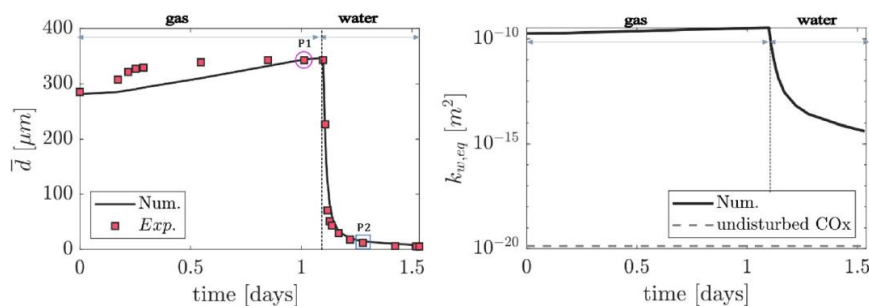 gas water
400
300
200
100
0
d̅ [μm]
P1
P2
Num.
Exp.
0 0.5 1 1.5
time [days]
gas water
10⁻¹⁰
10⁻¹⁵
10⁻²⁰
k_{w,eq} [m²]
Num.
undisturbed COx
0 0.5 1 1.5
time [days]